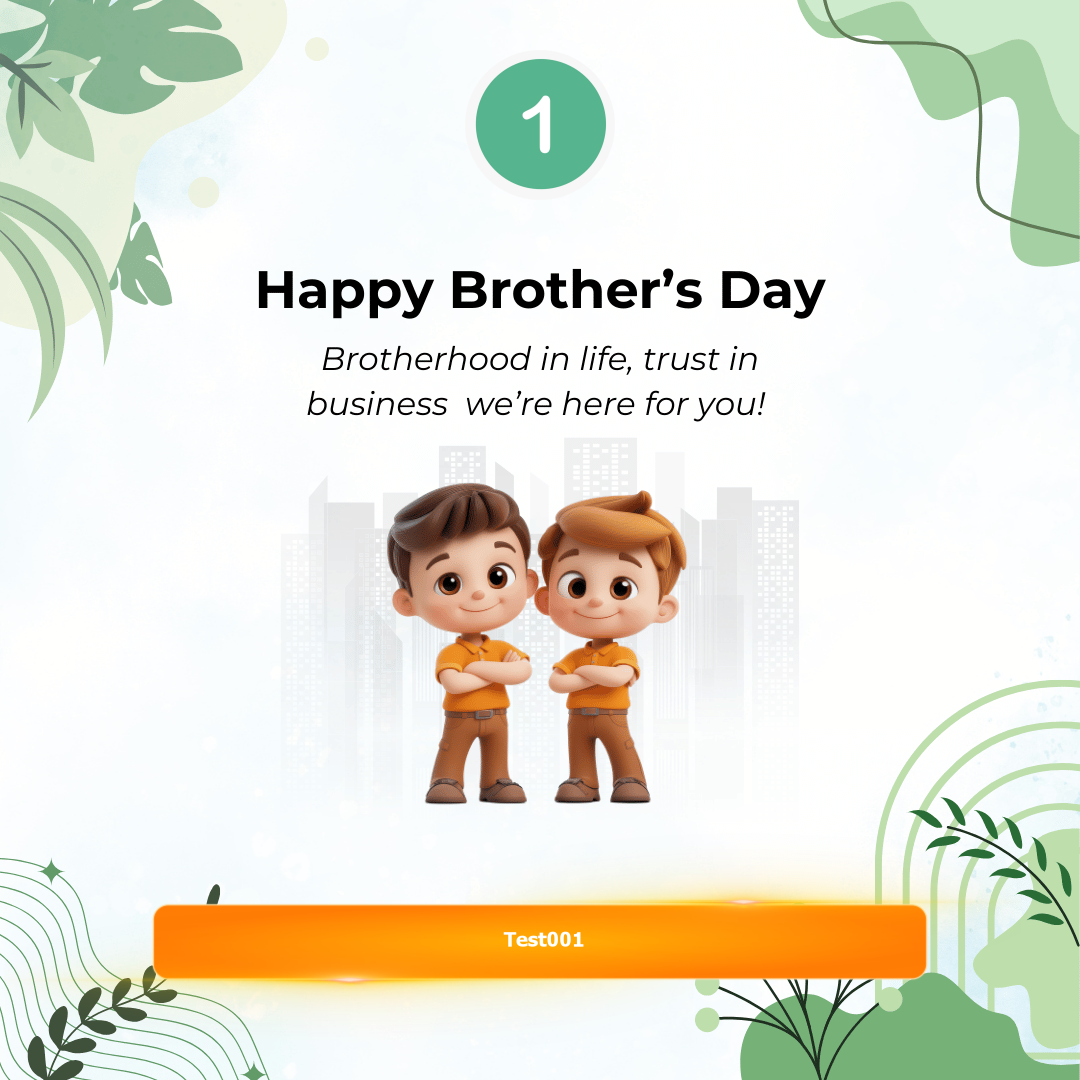 1
Happy Brother’s Day
Brotherhood in life, trust in
business  we’re here for you!
Test001